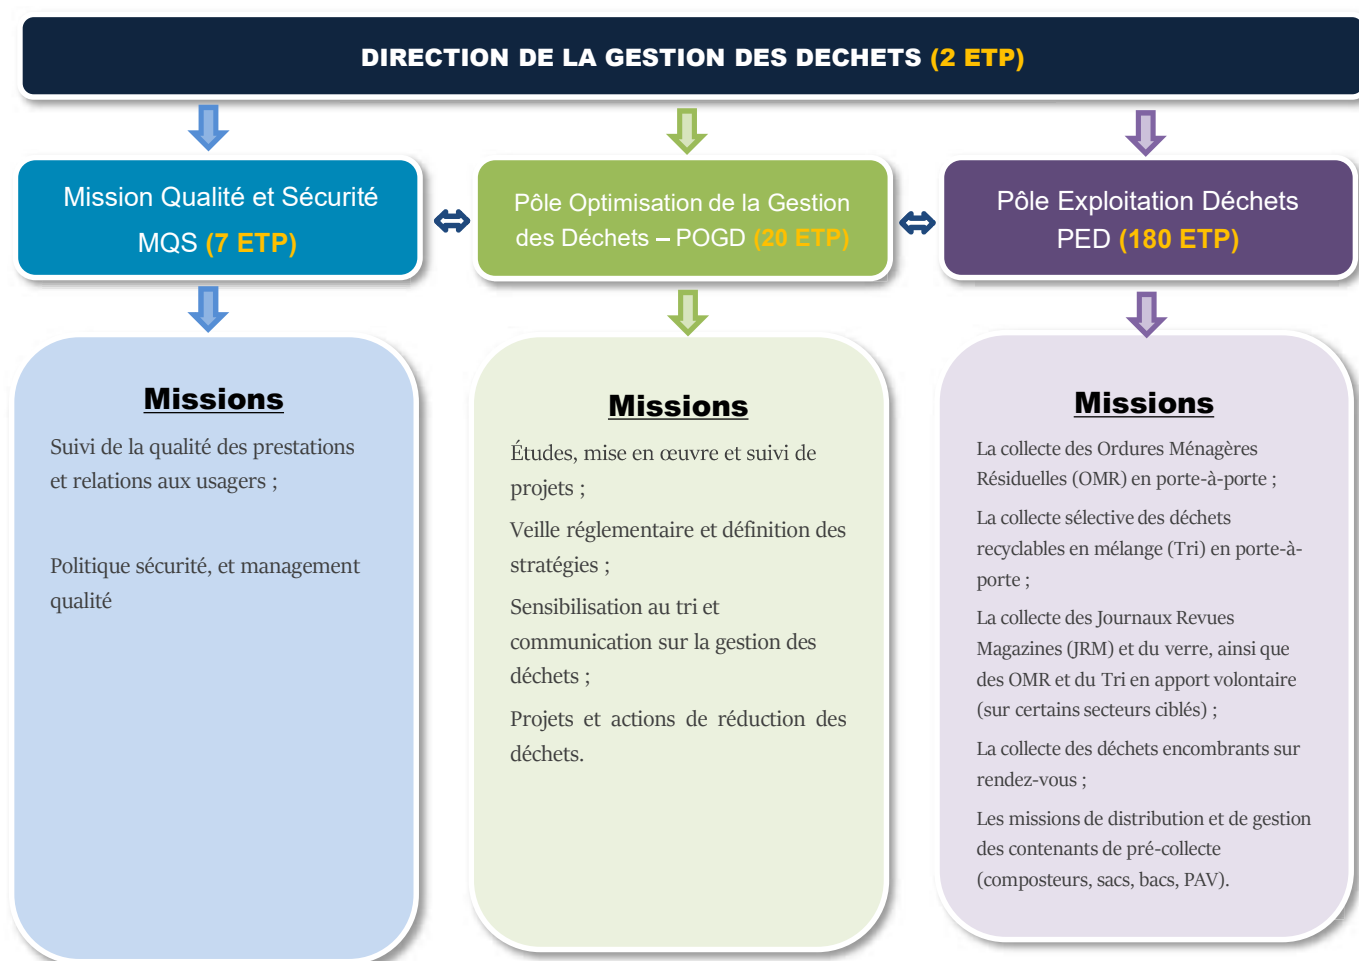 DIRECTION DE LA GESTION DES DECHETS (2 ETP)
Mission Qualité et Sécurité
MQS (7 ETP)
Pôle Optimisation de la Gestion
des Déchets – POGD (20 ETP)
Pôle Exploitation Déchets
PED (180 ETP)
Missions
Suivi de la qualité des prestations
et relations aux usagers ;
Politique sécurité, et management
qualité
Missions
Études, mise en œuvre et suivi de
projets ;
Veille réglementaire et définition des
stratégies ;
Sensibilisation au tri et
communication sur la gestion des
déchets ;
Projets et actions de réduction des
déchets.
Missions
La collecte des Ordures Ménagères
Résiduelles (OMR) en porte-à-porte ;
La collecte sélective des déchets
recyclables en mélange (Tri) en porte-à-
porte ;
La collecte des Journaux Revues
Magazines (JRM) et du verre, ainsi que
des OMR et du Tri en apport volontaire
(sur certains secteurs ciblés) ;
La collecte des déchets encombrants sur
rendez-vous ;
Les missions de distribution et de gestion
des contenants de pré-collecte
(composteurs, sacs, bacs, PAV).